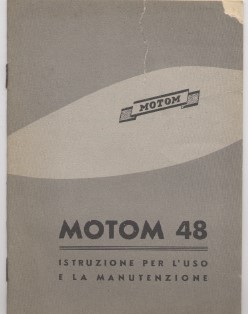 MOTOM
MOTOM 48
ISTRUZIONE PER L'USO
E LA MANUTENZIONE